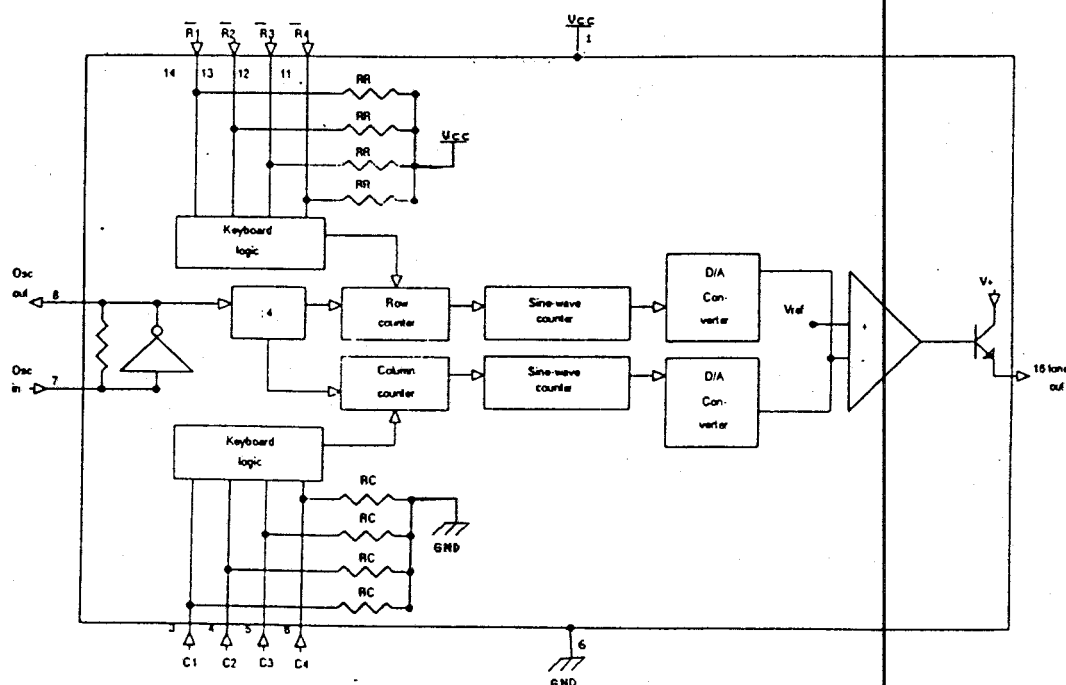 R1 R2 R3 R4
Vcc
1
14 13 12 11
RR
RR
Vcc
RR
RR
Keyboard
logic
Osc
out
8
: 4
Row
counter
Sine-wave
counter
D/A
Con-
verter
Vref
+
-
V+
Osc
in
7
Column
counter
Sine-wave
counter
D/A
Con-
verter
16 tone
out
Keyboard
logic
RC
RC
GND
RC
RC
3 4 5 6
C1 C2 C3 C4
6
GND